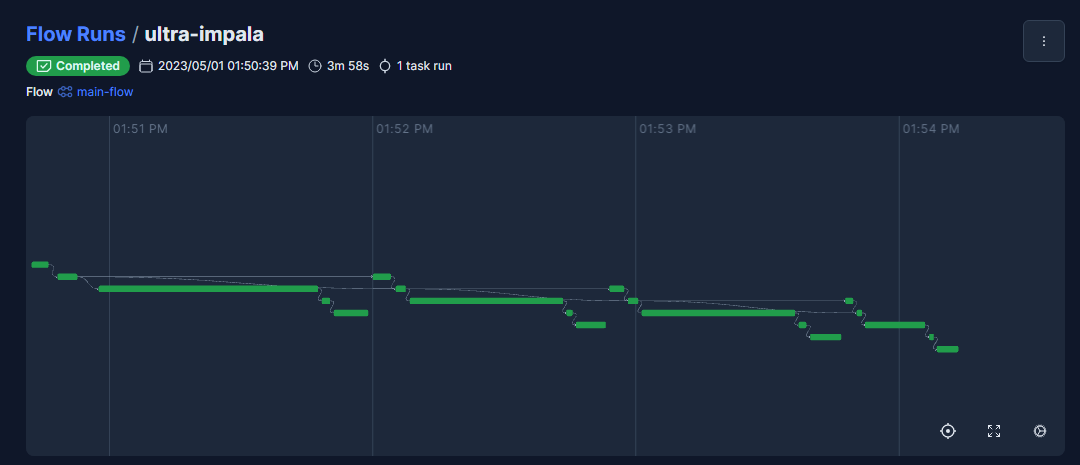 Flow Runs / ultra-impala
Completed 2023/05/01 01:50:39 PM 3m 58s 1 task run
Flow main-flow
01:51 PM 01:52 PM 01:53 PM 01:54 PM